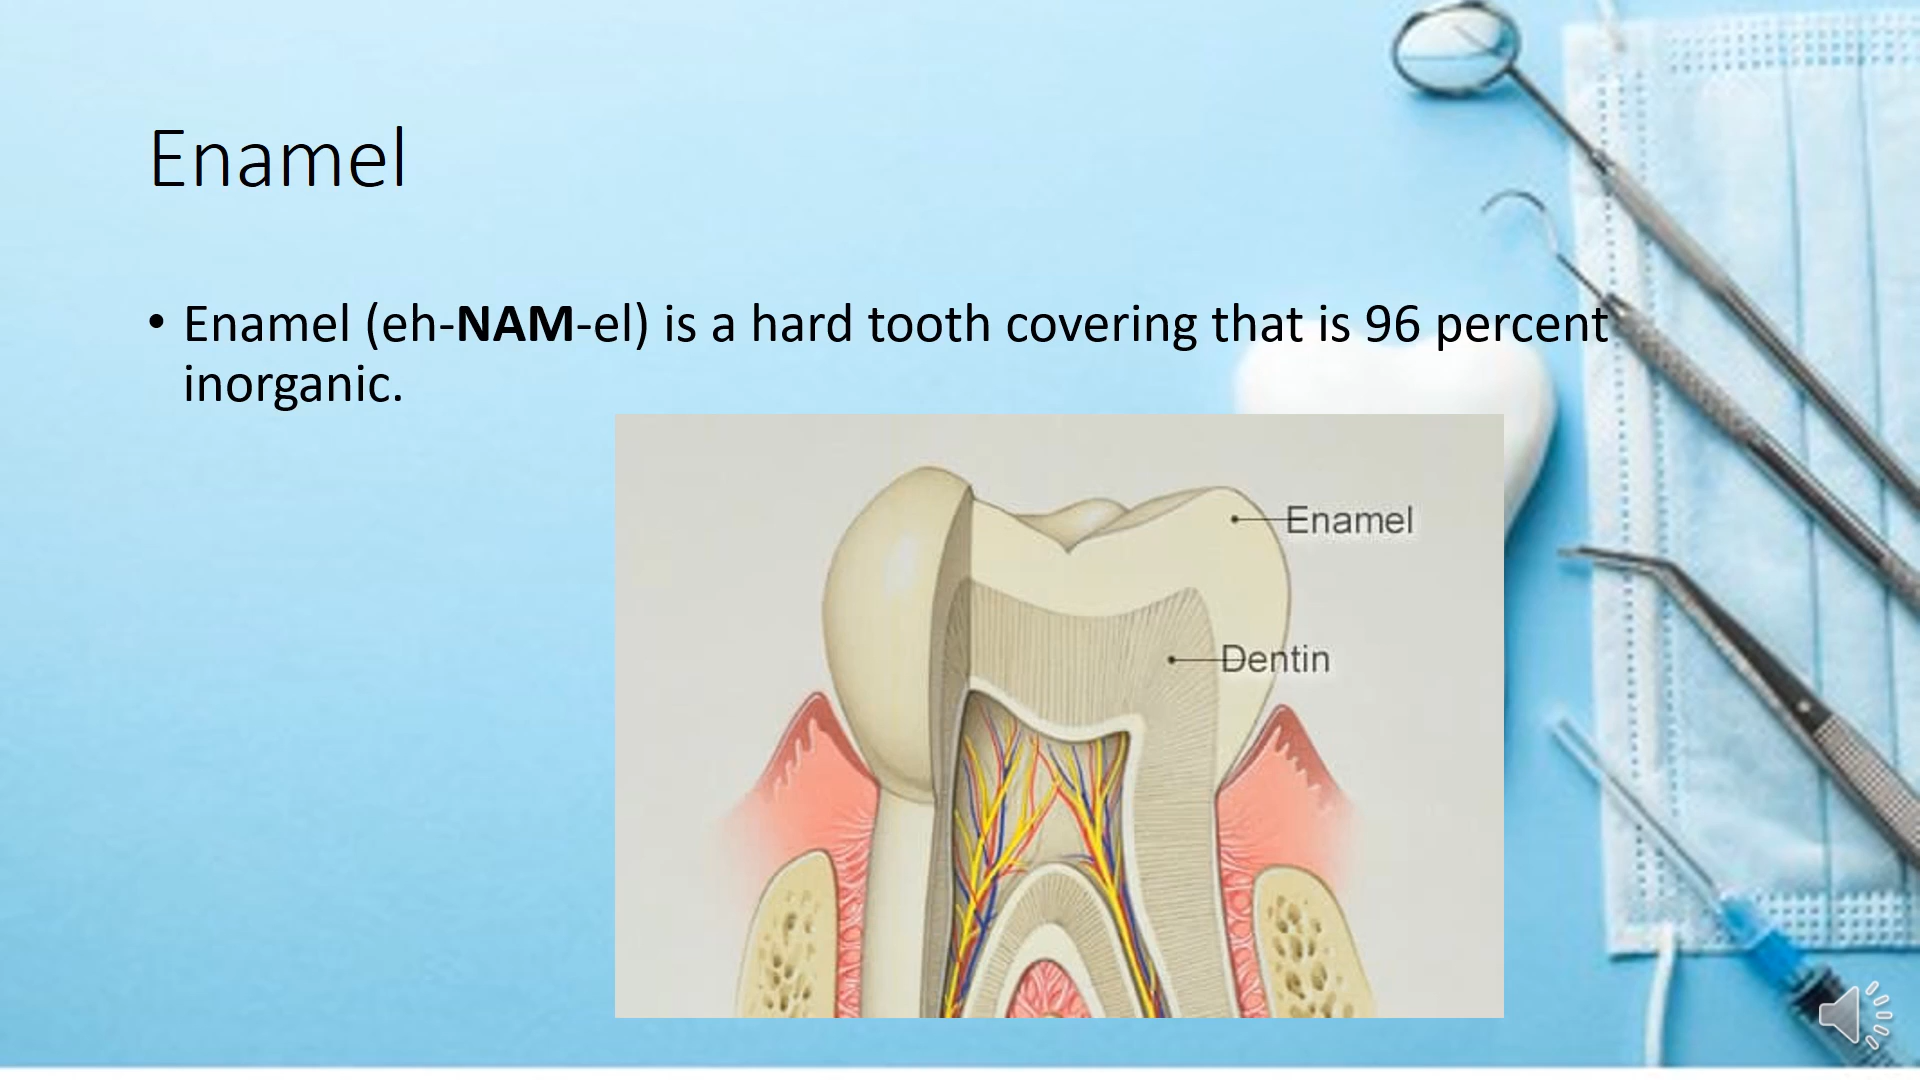 Enamel
• Enamel (eh-NAM-el) is a hard tooth covering that is 96 percent
inorganic.
Enamel
Dentin